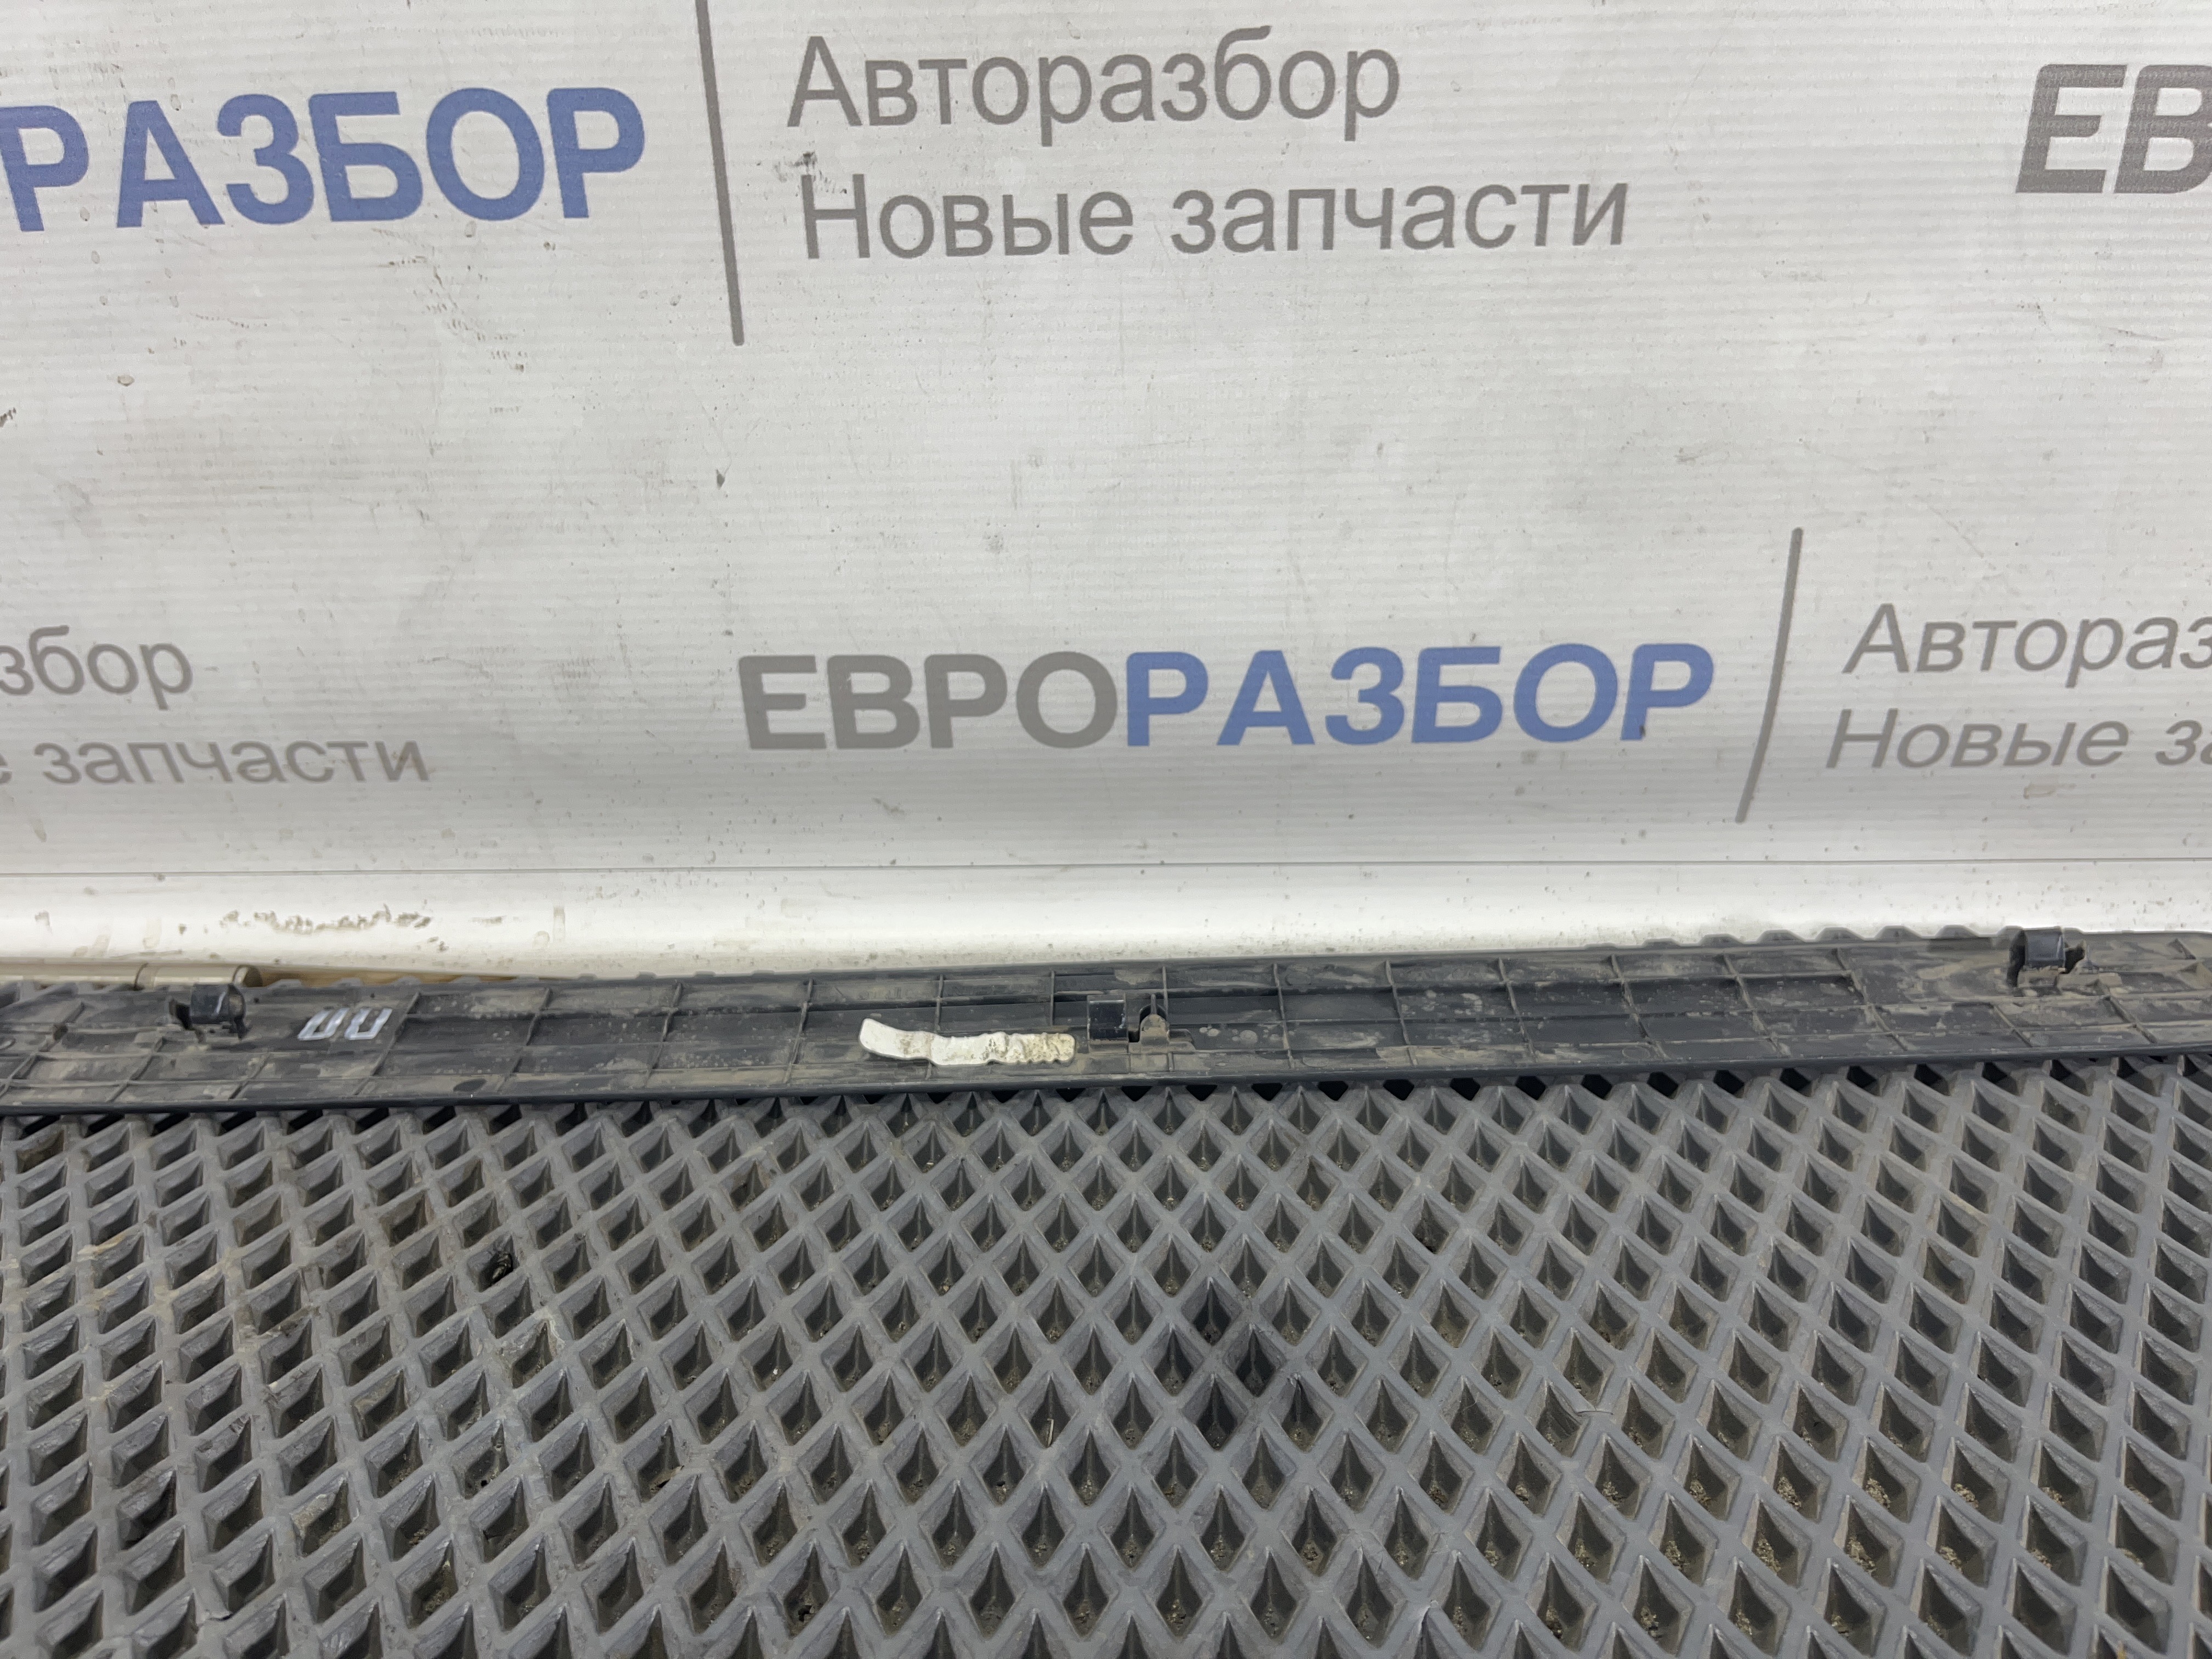 РАЗБОР
Авторазбор
Новые запчасти
ЕВ
збор
запчасти
ЕВРОРАЗБОР
Автораз
Новые за